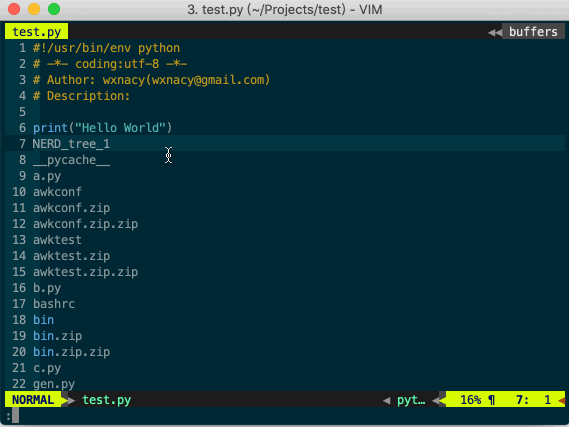 3. test.py (~/Projects/test) - VIM
test.py buffers
1 #!/usr/bin/env python
2 # -*- coding:utf-8 -*-
3 # Author: wxnacy(wxnacy@gmail.com)
4 # Description:
5
6 print("Hello World")
7 NERD_tree_1
8 __pycache__
9 a.py
10 awkconf
11 awkconf.zip
12 awkconf.zip.zip
13 awktest
14 awktest.zip
15 awktest.zip.zip
16 b.py
17 bashrc
18 bin
19 bin.zip
20 bin.zip.zip
21 c.py
22 gen.py
NORMAL test.py pyt… 16% ¶ 7: 1
: